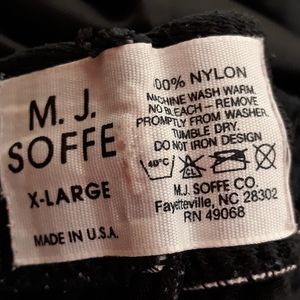 M. J.
SOFFE
X-LARGE
MADE IN U.S.A.
00% NYLON
MACHINE WASH WARM.
NO BLEACH - REMOVE
PROMPTLY FROM WASHER.
TUMBLE DRY.
DO NOT IRON DESIGN
40°C
CL
M.J. SOFFE CO.
Fayetteville, NC 28302
RN 49068